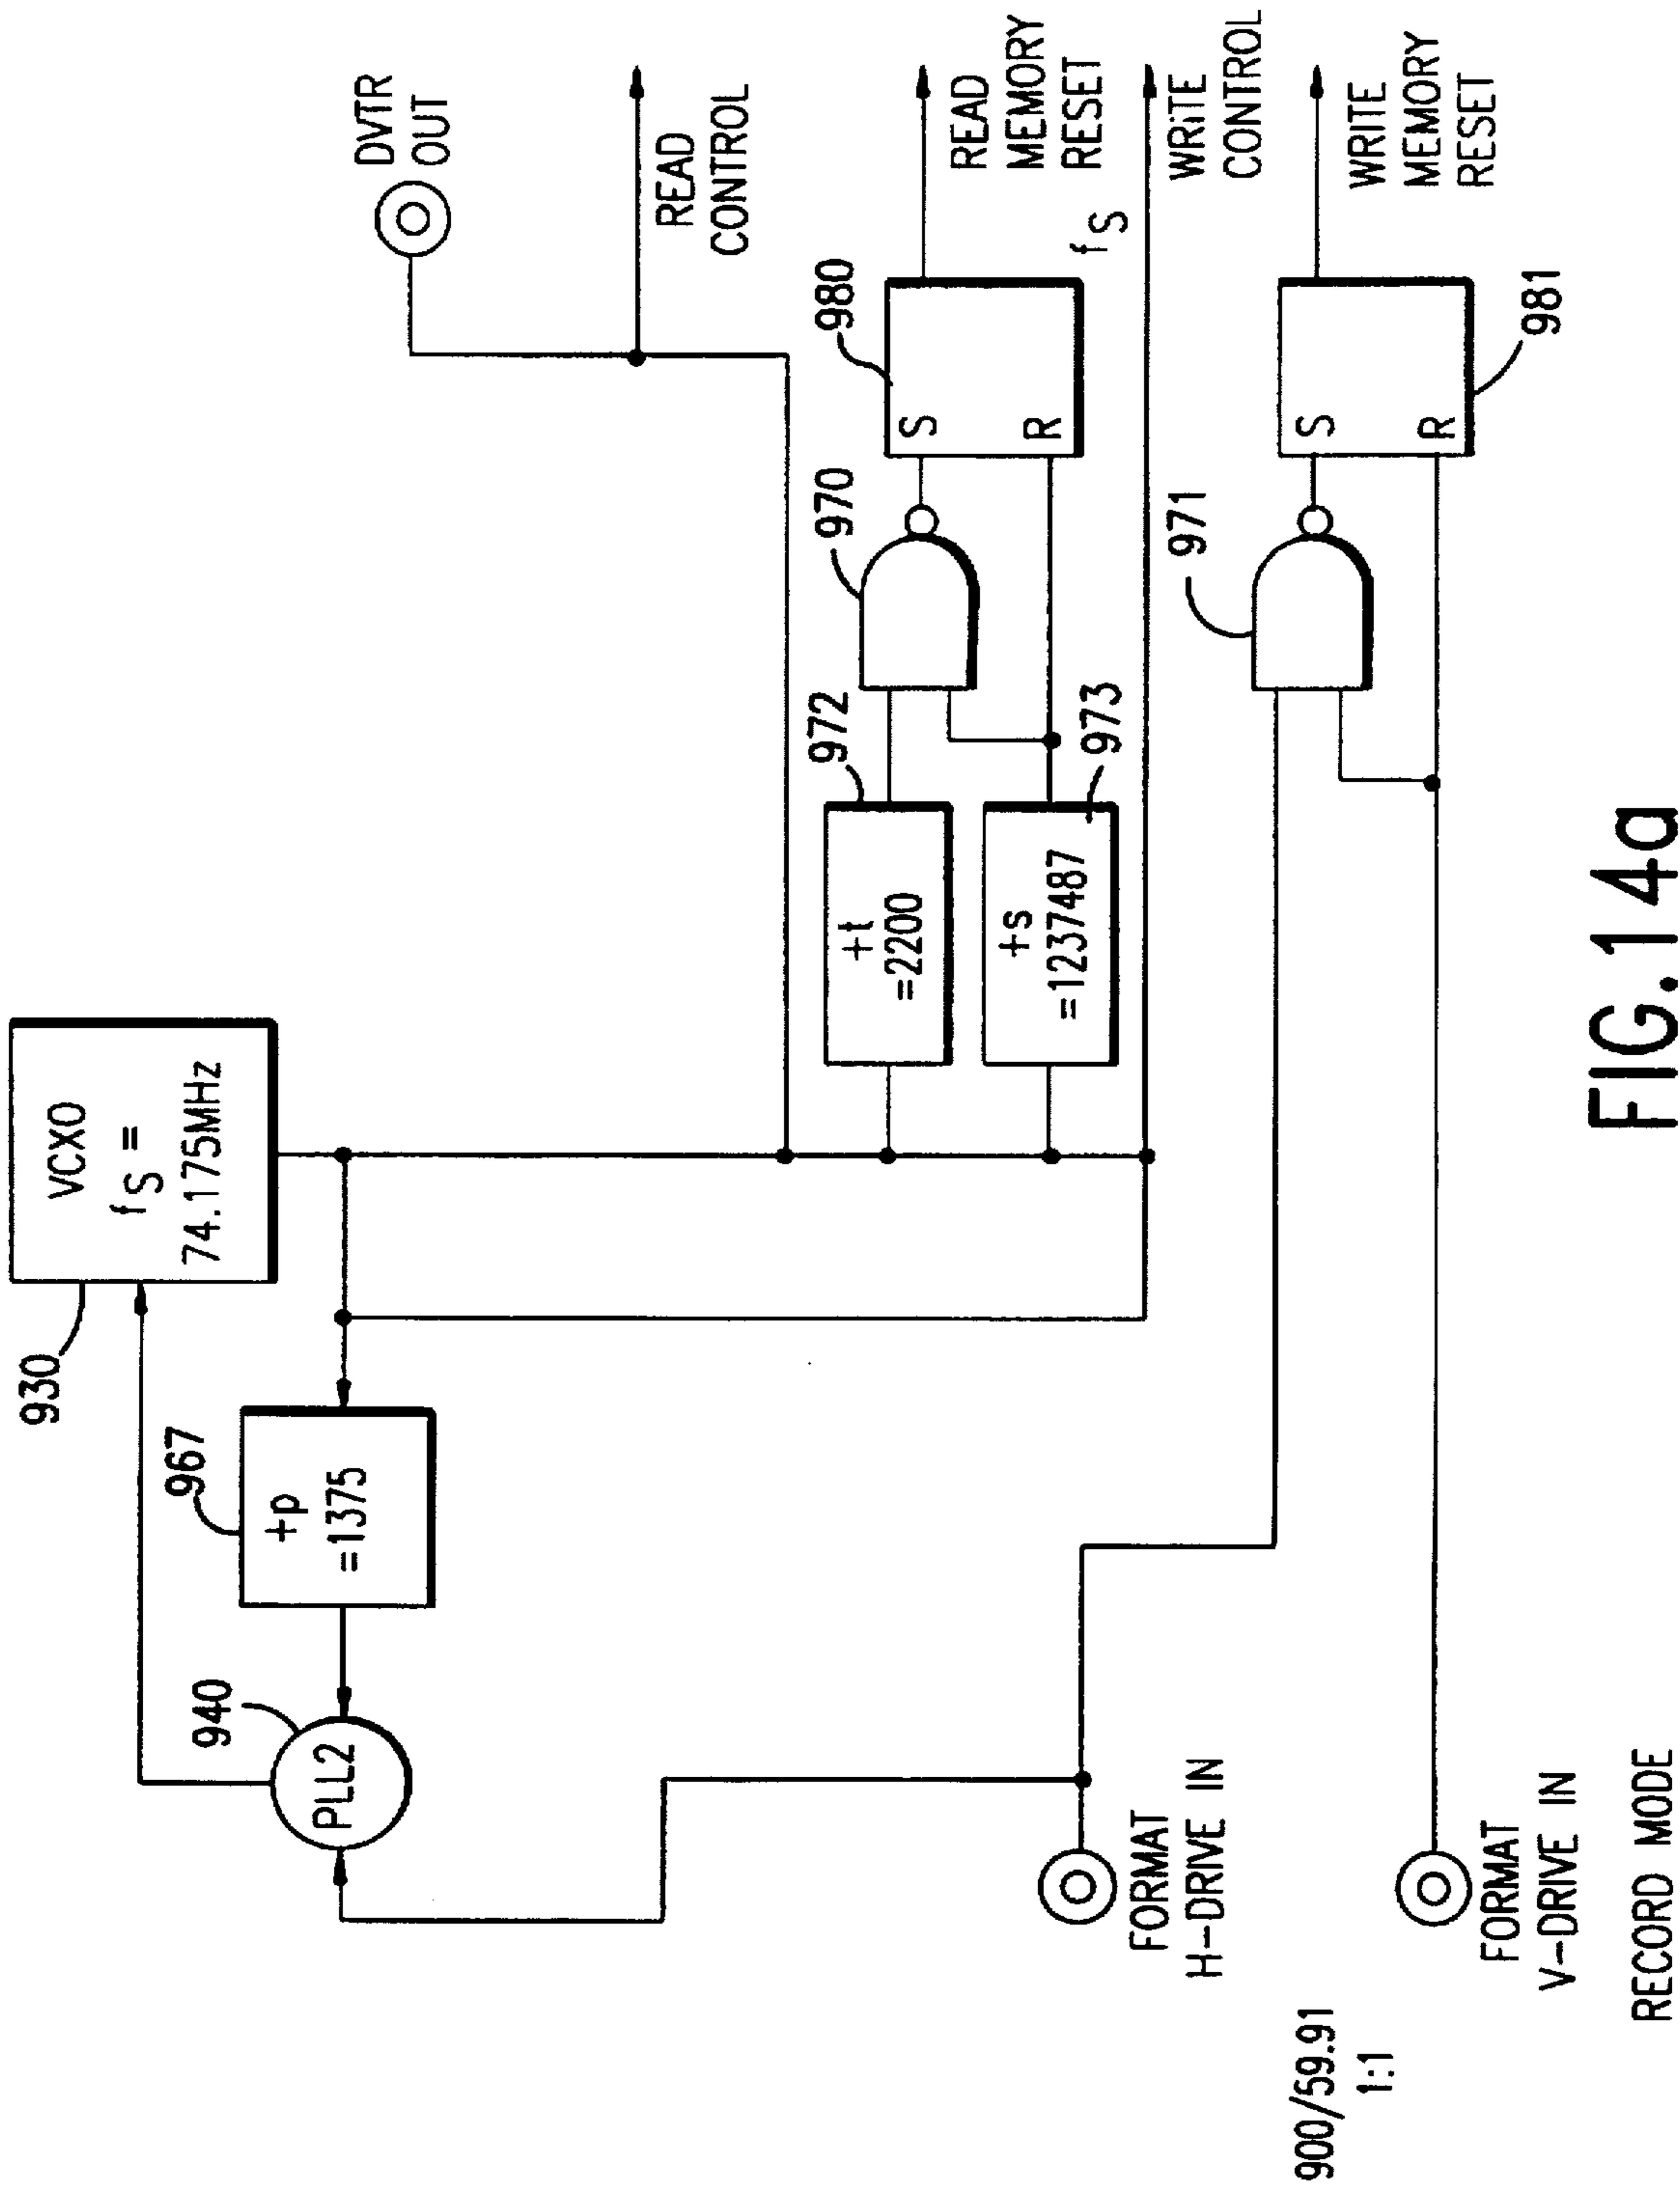 930
VCXO
fS =
74.175MHz
967
+p
=1375
940
PLL2
DVTR
OUT
READ
CONTROL
972
+t
=2200
970
980
S
R
READ
MEMORY
RESET
+s
=1237487
973
fS
WRiTE
CONTROL
971
S
R
981
WRITE
MEMORY
RESET
FORMAT
H-DRIVE IN
900/59.91
1:1
FORMAT
V-DRIVE IN
RECORD MODE
FIG.14a